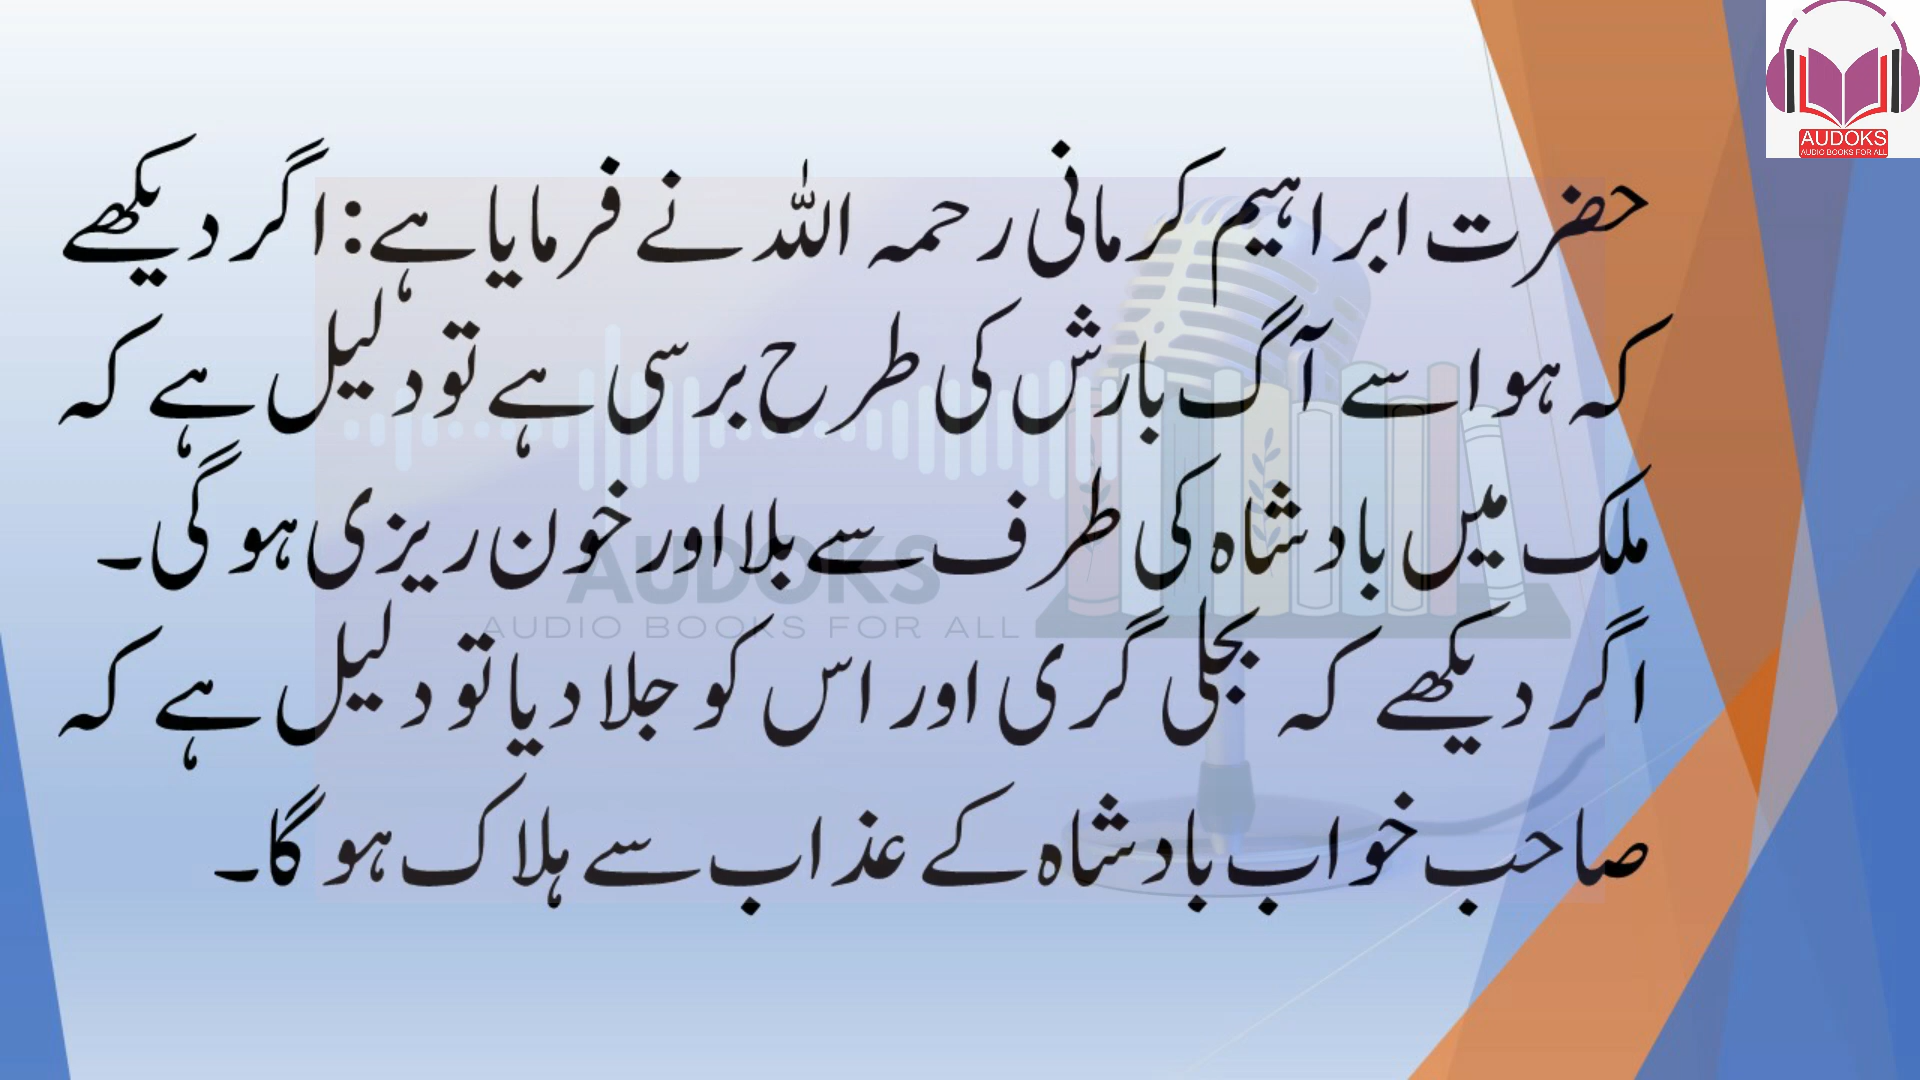 AUDOKS
AUDIO BOOKS FOR ALL
حضرت ابراہیم کرمانی رحمہ اللہ نے فرمایا ہے: اگر دیکھے
کہ ہوا سے آگ بارش کی طرح برسی ہے تو دلیل ہے کہ
ملک میں بادشاہ کی طرف سے بلا اور خون ریزی ہو گی۔
اگر دیکھے کہ بجلی گری اور اس کو جلا دیا تو دلیل ہے کہ
صاحب خواب بادشاہ کے عذاب سے ہلاک ہو گا۔
AUDOKS
AUDIO BOOKS FOR ALL